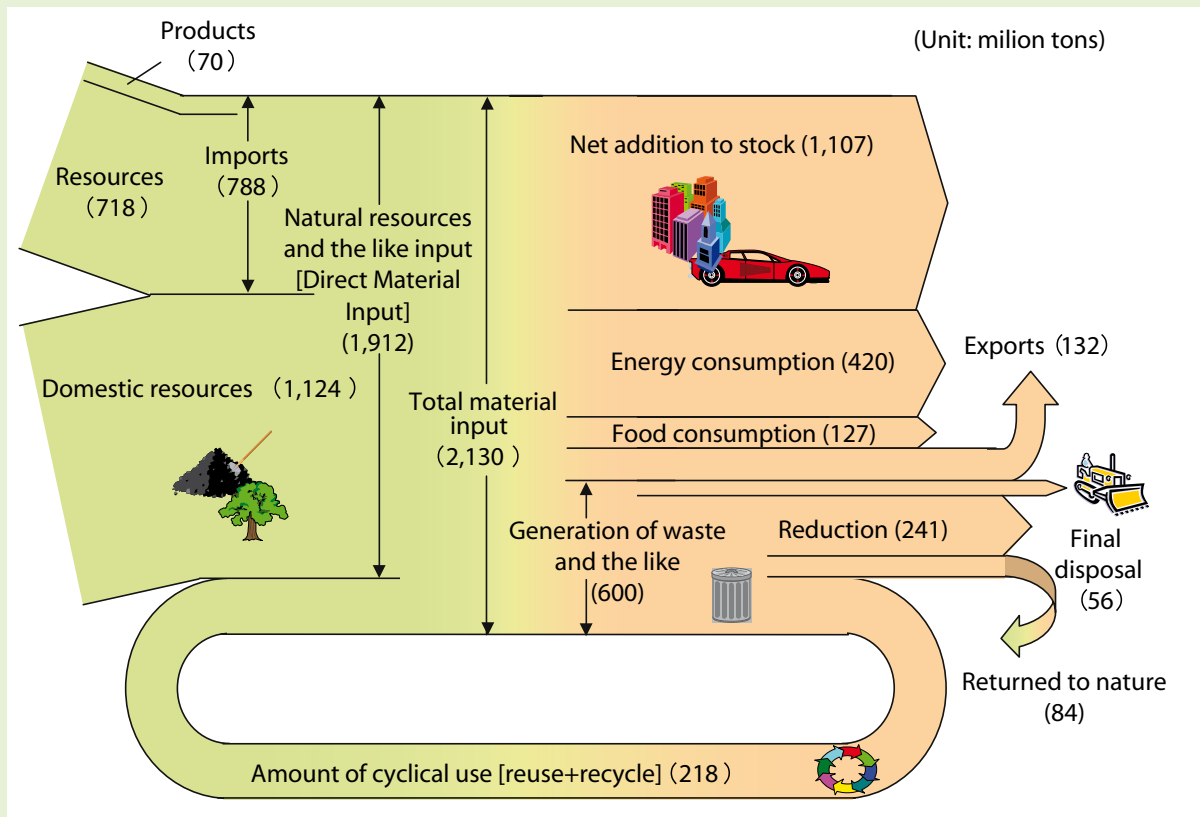 Products
（70）
(Unit: milion tons)
Imports
（788）
Resources
（718）
Natural resources
and the like input
[Direct Material
Input]
(1,912)
Domestic resources （1,124）
Total material
input
（2,130）
Net addition to stock (1,107)
Energy consumption (420)
Food consumption (127)
Exports（132）
Generation of waste
and the like
(600)
Reduction (241)
Final
disposal
（56）
Returned to nature
(84)
Amount of cyclical use [reuse+recycle]（218）